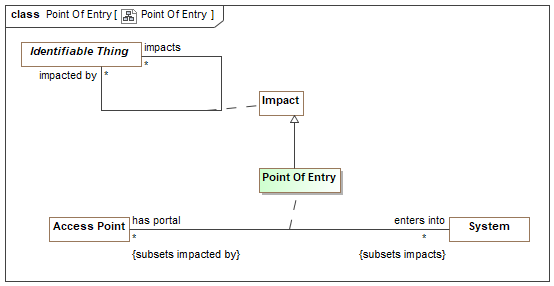 class Point Of Entry [ Point Of Entry ]
Identifiable Thing
impacts
*
impacted by
*
Impact
Point Of Entry
Access Point
has portal
*
{subsets impacted by}
enters into
*
{subsets impacts}
System